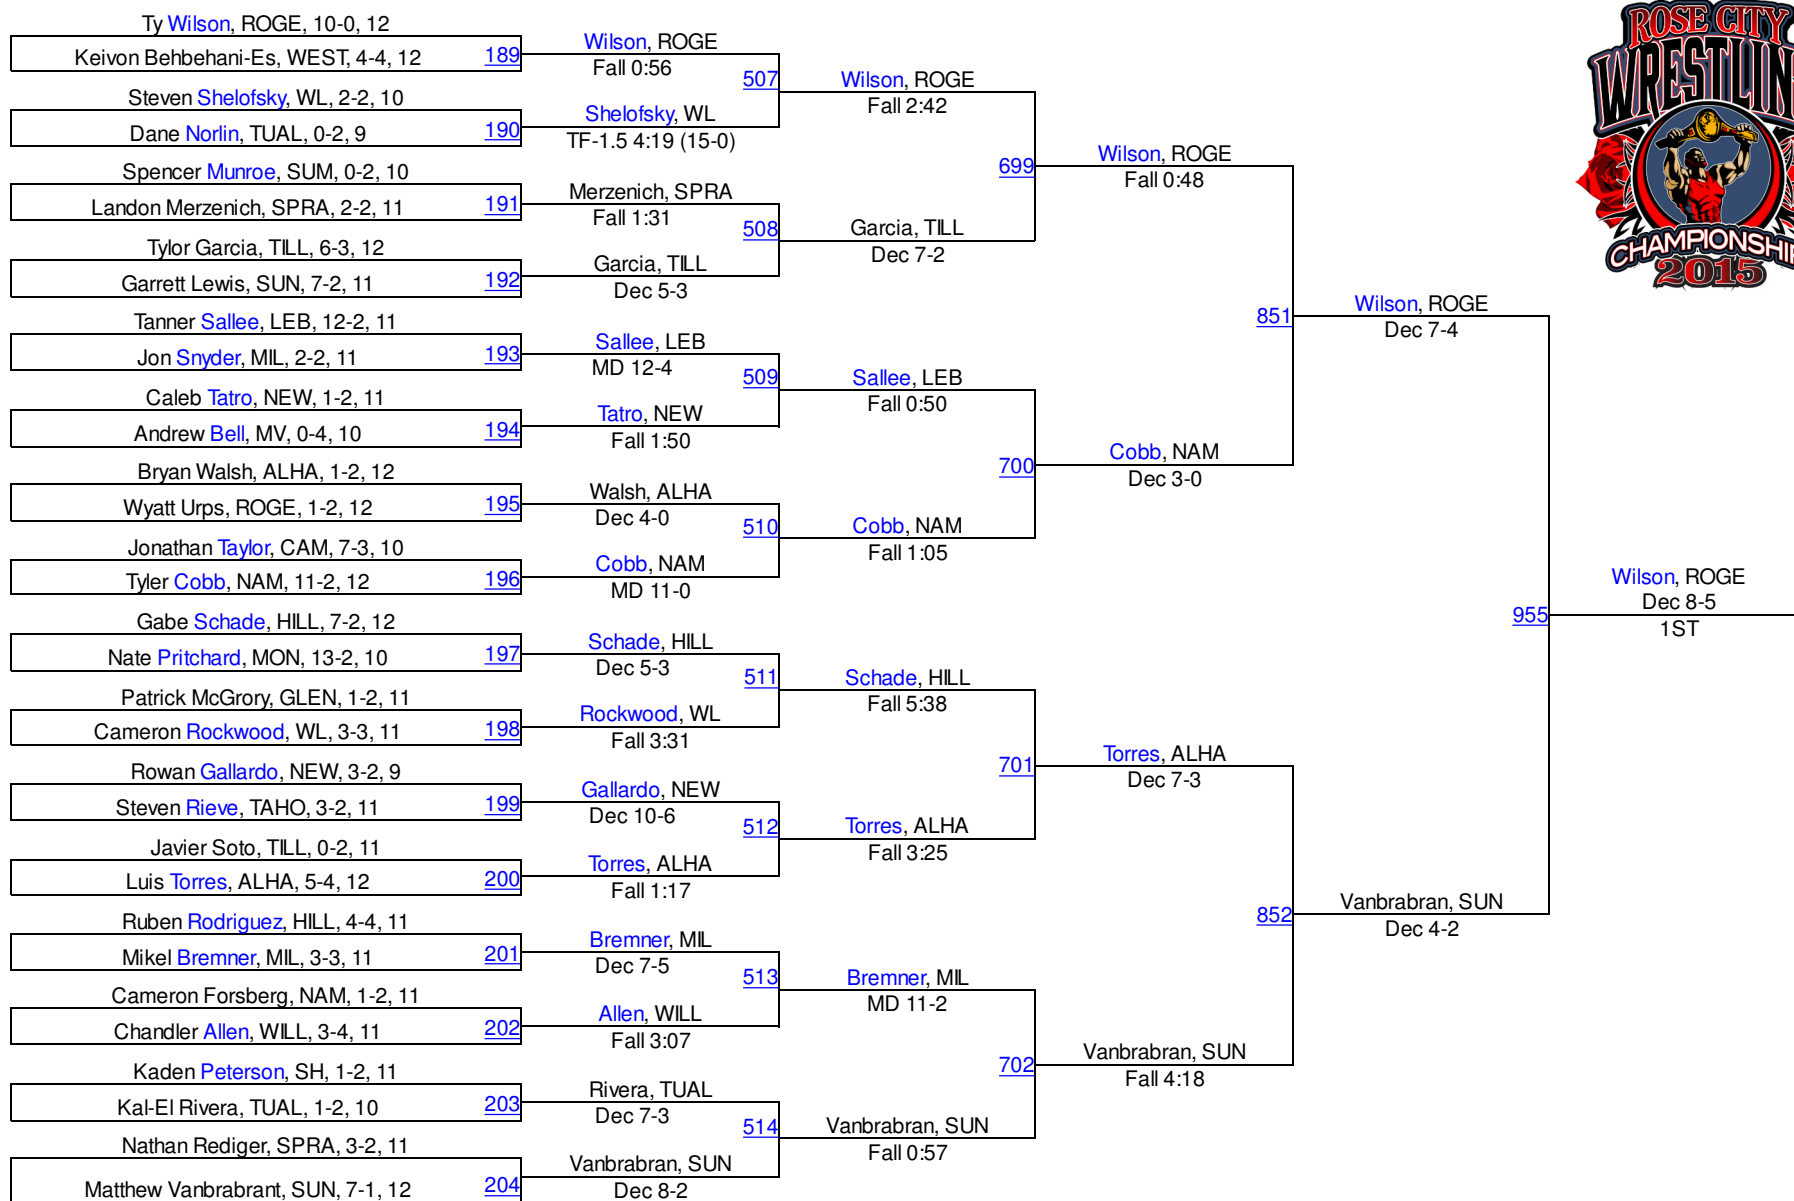 Ty Wilson, ROGE, 10-0, 12
Keivon Behbehani-Es, WEST, 4-4, 12
189
Steven Shelofsky, WL, 2-2, 10
Dane Norlin, TUAL, 0-2, 9
190
Spencer Munroe, SUM, 0-2, 10
Landon Merzenich, SPRA, 2-2, 11
191
Tylor Garcia, TILL, 6-3, 12
Garrett Lewis, SUN, 7-2, 11
192
Tanner Sallee, LEB, 12-2, 11
Jon Snyder, MIL, 2-2, 11
193
Caleb Tatro, NEW, 1-2, 11
Andrew Bell, MV, 0-4, 10
194
Bryan Walsh, ALHA, 1-2, 12
Wyatt Urps, ROGE, 1-2, 12
195
Jonathan Taylor, CAM, 7-3, 10
Tyler Cobb, NAM, 11-2, 12
196
Gabe Schade, HILL, 7-2, 12
Nate Pritchard, MON, 13-2, 10
197
Patrick McGrory, GLEN, 1-2, 11
Cameron Rockwood, WL, 3-3, 11
198
Rowan Gallardo, NEW, 3-2, 9
Steven Rieve, TAHO, 3-2, 11
199
Javier Soto, TILL, 0-2, 11
Luis Torres, ALHA, 5-4, 12
200
Ruben Rodriguez, HILL, 4-4, 11
Mikel Bremner, MIL, 3-3, 11
201
Cameron Forsberg, NAM, 1-2, 11
Chandler Allen, WILL, 3-4, 11
202
Kaden Peterson, SH, 1-2, 11
Kal-El Rivera, TUAL, 1-2, 10
203
Nathan Rediger, SPRA, 3-2, 11
Matthew Vanbrabrant, SUN, 7-1, 12
204
Wilson, ROGE
Fall 0:56
507
Shelofsky, WL
TF-1.5 4:19 (15-0)
Merzenich, SPRA
Fall 1:31
508
Garcia, TILL
Dec 5-3
Sallee, LEB
MD 12-4
509
Tatro, NEW
Fall 1:50
Walsh, ALHA
Dec 4-0
510
Cobb, NAM
MD 11-0
Schade, HILL
Dec 5-3
511
Rockwood, WL
Fall 3:31
Gallardo, NEW
Dec 10-6
512
Torres, ALHA
Fall 1:17
Bremner, MIL
Dec 7-5
513
Allen, WILL
Fall 3:07
Rivera, TUAL
Dec 7-3
514
Vanbrabran, SUN
Dec 8-2
Wilson, ROGE
Fall 2:42
699
Garcia, TILL
Dec 7-2
Sallee, LEB
Fall 0:50
700
Cobb, NAM
Fall 1:05
Schade, HILL
Fall 5:38
701
Torres, ALHA
Fall 3:25
Bremner, MIL
MD 11-2
702
Vanbrabran, SUN
Fall 0:57
Wilson, ROGE
Fall 0:48
851
Cobb, NAM
Dec 3-0
Torres, ALHA
Dec 7-3
852
Vanbrabran, SUN
Fall 4:18
Wilson, ROGE
Dec 7-4
955
Vanbrabran, SUN
Dec 4-2
Wilson, ROGE
Dec 8-5
1ST
ROSE CITY
WRESTLIN
CHAMPIONSHI
2015